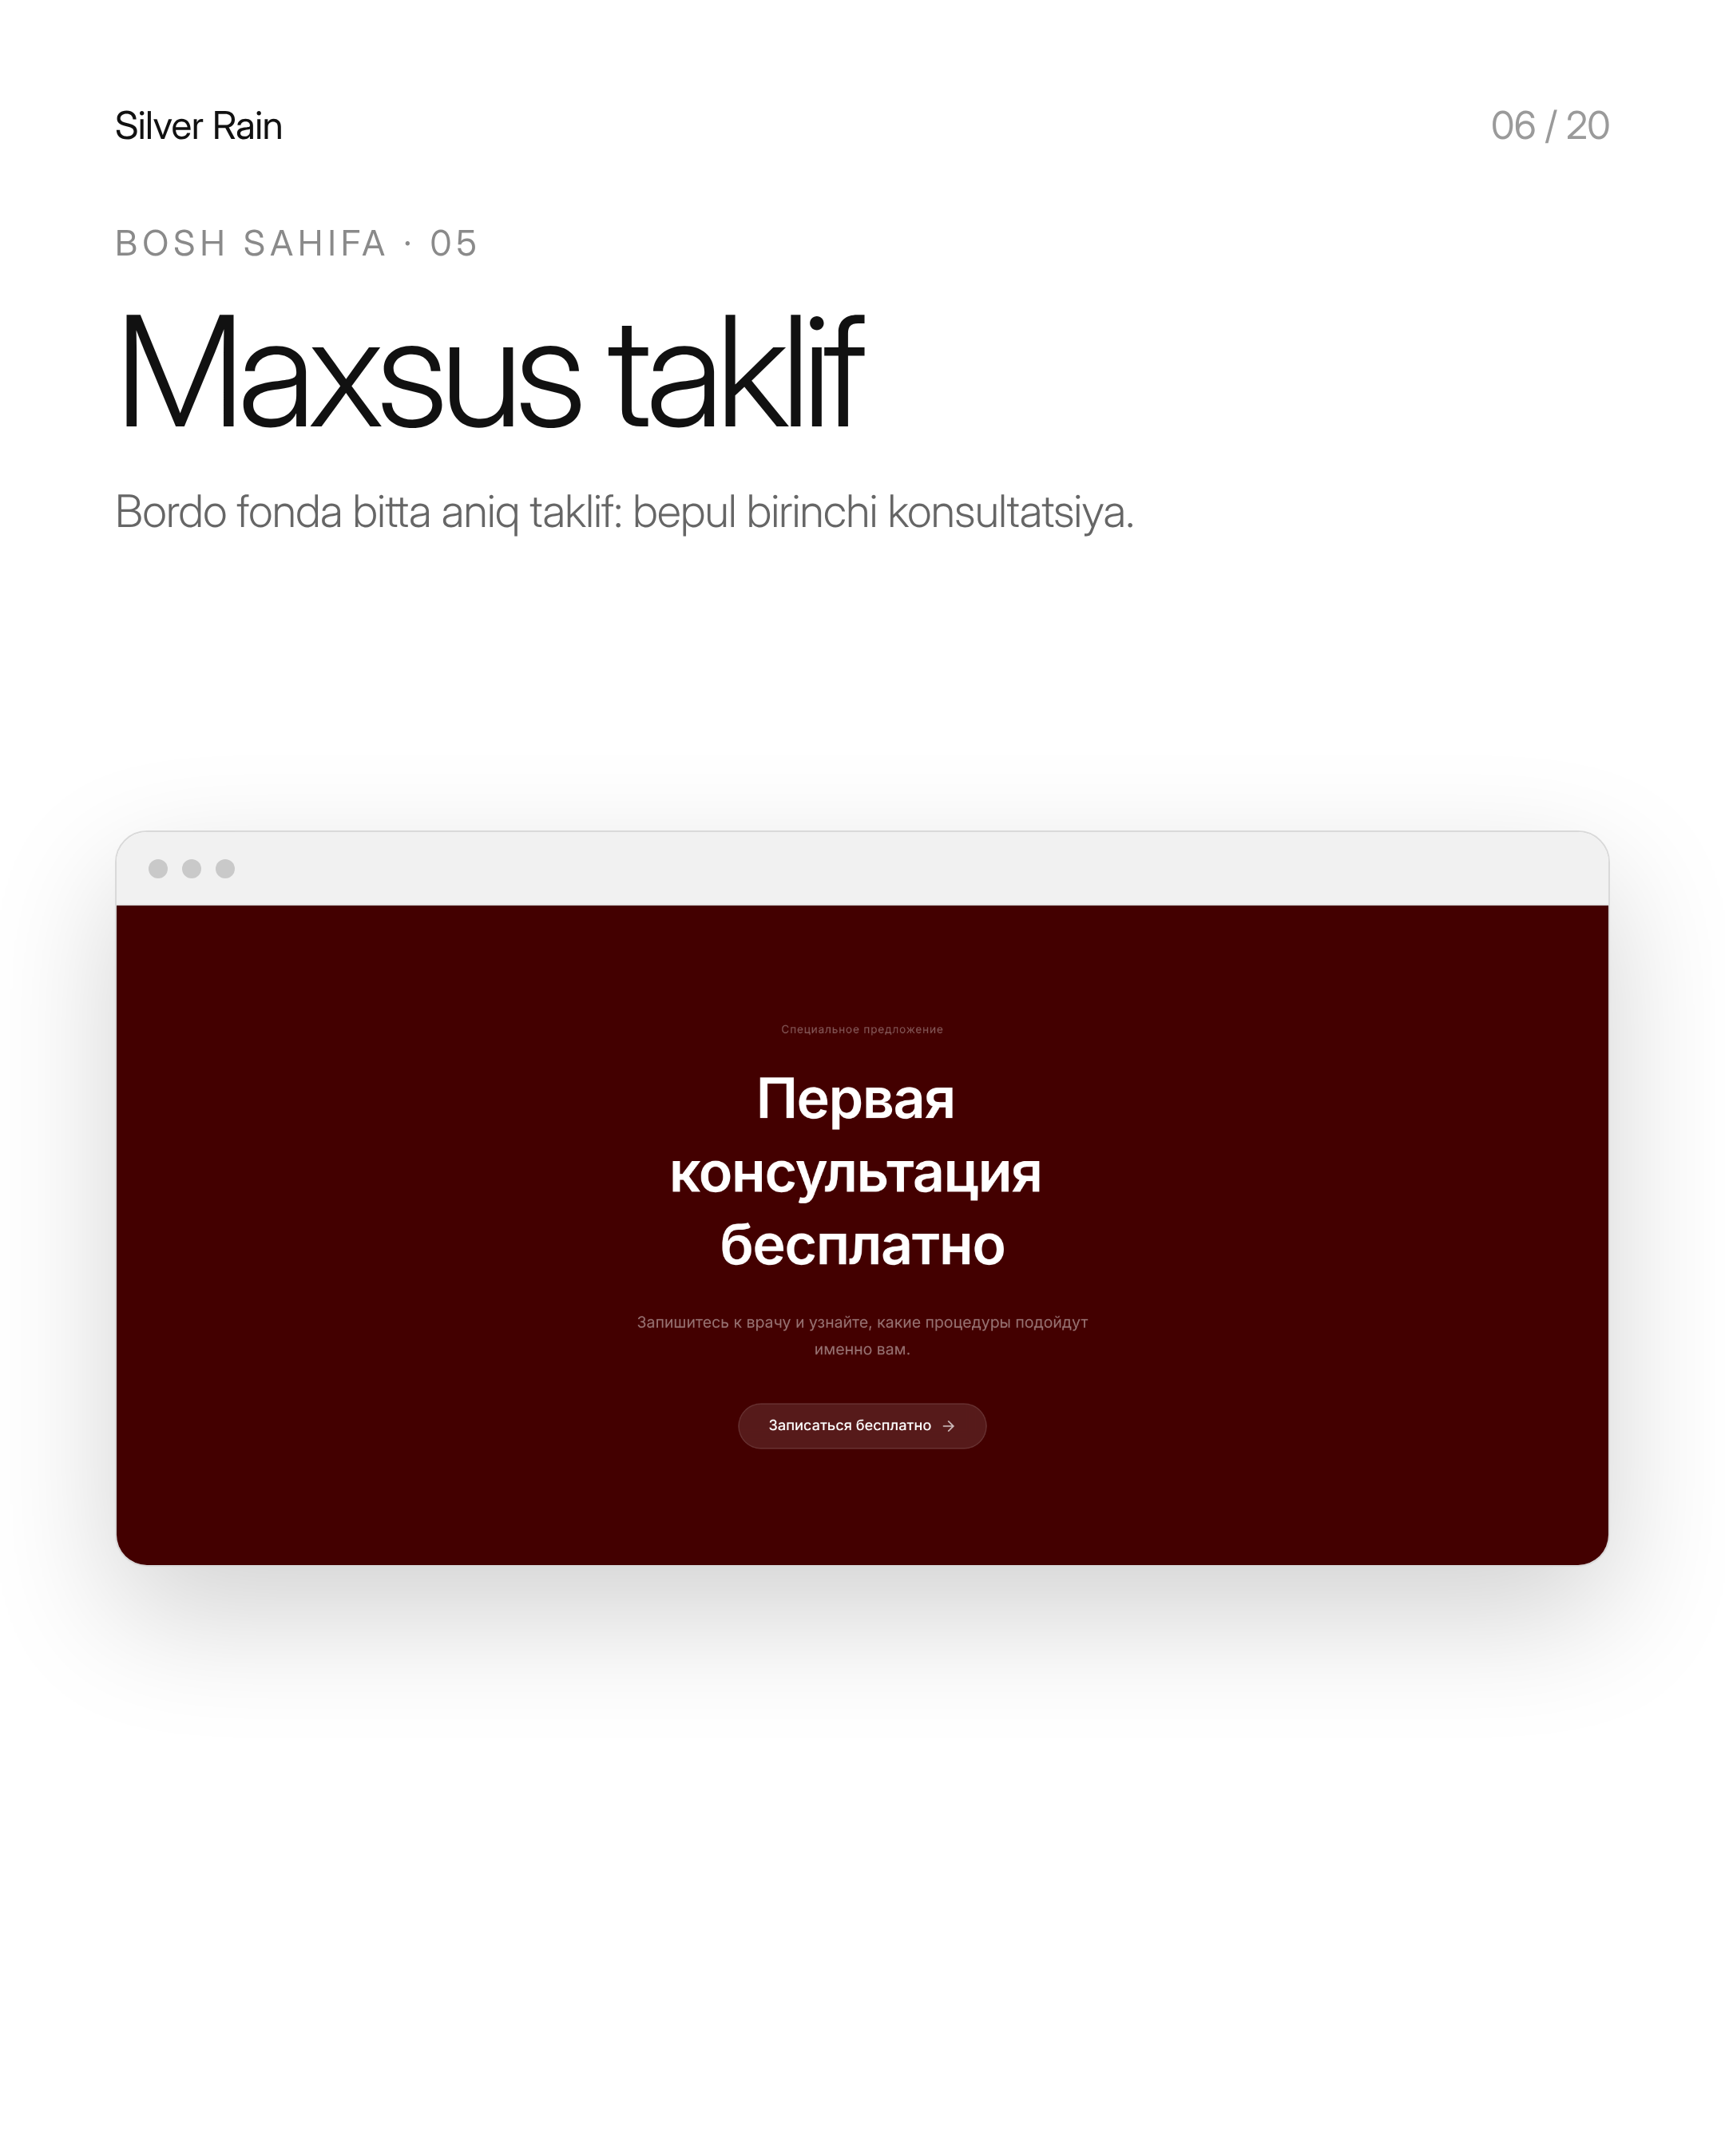 Silver Rain
06 / 20
BOSH SAHIFA · 05
Maxsus taklif
Bordo fonda bitta aniq taklif: bepul birinchi konsultatsiya.
Специальное предложение
Первая
консультация
бесплатно
Запишитесь к врачу и узнайте, какие процедуры подойдут
именно вам.
Записаться бесплатно →